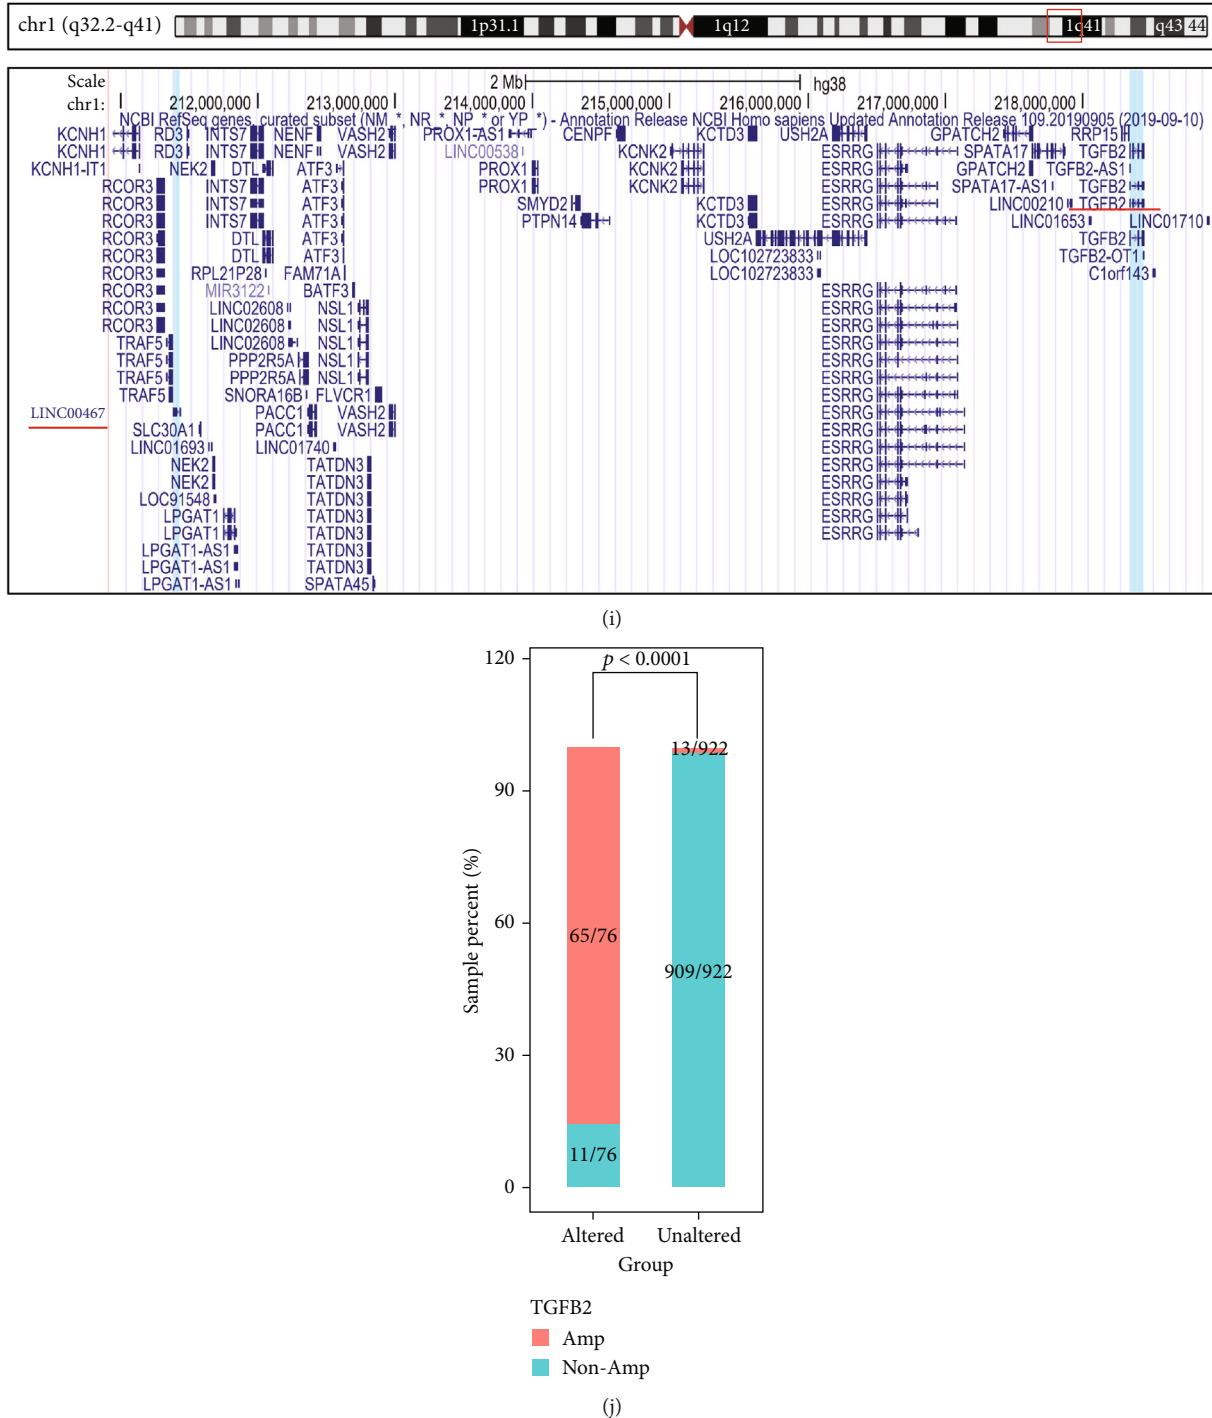 chr1 (q32.2-q41) 1p31.1 1q12 1q41 q43 44
Scale 2 Mb hg38
chr1: 212,000,000 213,000,000 214,000,000 215,000,000 216,000,000 217,000,000 218,000,000
NCBI RefSeq genes, curated subset (NM_*, NR_*, NP_* or YP_*) - Annotation Release NCBI Homo sapiens Updated Annotation Release 109.20190905 (2019-09-10)
KCNH1 RD3 INTS7 NENF VASH2 PROX1-AS1 CENPF KCTD3 USH2A GPATCH2 RRP15
KCNH1 RD3 INTS7 NENF VASH2 LINC00538 KCNK2 ESRRG SPATA17 TGFB2
KCNH1-IT1 NEK2 DTL ATF3 PROX1 KCNK2 ESRRG GPATCH2 TGFB2-AS1
RCOR3 INTS7 ATF3 PROX1 KCNK2 ESRRG SPATA17-AS1 TGFB2
RCOR3 INTS7 ATF3 SMYD2 KCTD3 ESRRG LINC00210 TGFB2
RCOR3 INTS7 ATF3 PTPN14 KCTD3 ESRRG LINC01653 LINC01710
RCOR3 DTL ATF3 USH2A TGFB2
RCOR3 DTL ATF3 LOC102723833 TGFB2-OT1
RCOR3 RPL21P28 FAM71A LOC102723833 C1orf143
RCOR3 MIR3122 BATF3 ESRRG
RCOR3 LINC02608 NSL1 ESRRG
RCOR3 LINC02608 NSL1 ESRRG
TRAF5 LINC02608 NSL1 ESRRG
TRAF5 PPP2R5A NSL1 ESRRG
TRAF5 PPP2R5A NSL1 ESRRG
TRAF5 SNORA16B FLVCR1 ESRRG
LINC00467 PACC1 VASH2 ESRRG
SLC30A1 PACC1 VASH2 ESRRG
LINC01693 LINC01740 ESRRG
NEK2 TATDN3 ESRRG
NEK2 TATDN3 ESRRG
LOC91548 TATDN3 ESRRG
LPGAT1 TATDN3 ESRRG
LPGAT1 TATDN3 ESRRG
LPGAT1-AS1 TATDN3
LPGAT1-AS1 TATDN3
LPGAT1-AS1 SPATA45
(i)
120
p < 0.0001
13/922
90
65/76
60
909/922
30
11/76
0
Sample percent (%)
Altered Unaltered
Group
TGFB2
Amp
Non-Amp
(j)